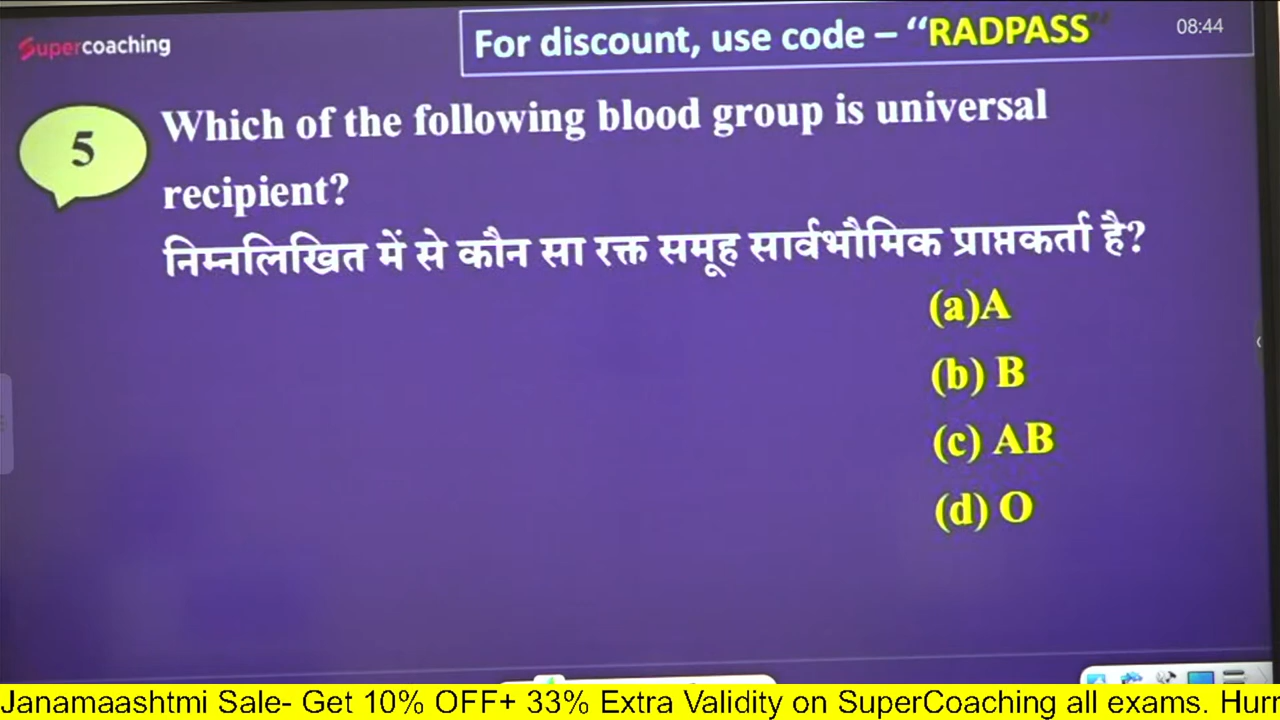 Supercoaching
For discount, use code – “RADPASS”
08:44
5
Which of the following blood group is universal
recipient?
निम्नलिखित में से कौन सा रक्त समूह सार्वभौमिक प्राप्तकर्ता है?
(a)A
(b) B
(c) AB
(d) O
Janamaashtmi Sale- Get 10% OFF+ 33% Extra Validity on SuperCoaching all exams. Hurr